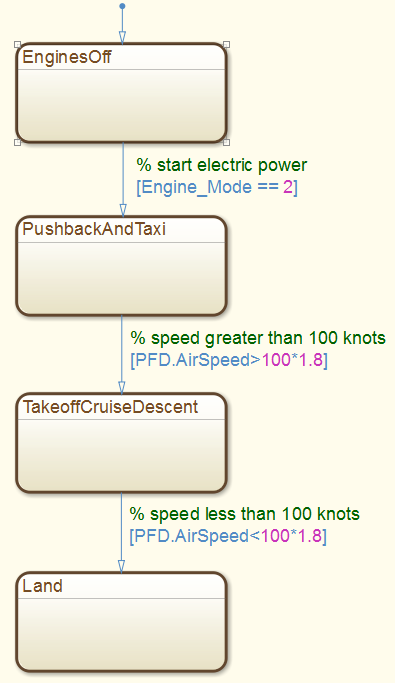 EnginesOff
% start electric power
[Engine_Mode == 2]
PushbackAndTaxi
% speed greater than 100 knots
[PFD.AirSpeed>100*1.8]
TakeoffCruiseDescent
% speed less than 100 knots
[PFD.AirSpeed<100*1.8]
Land